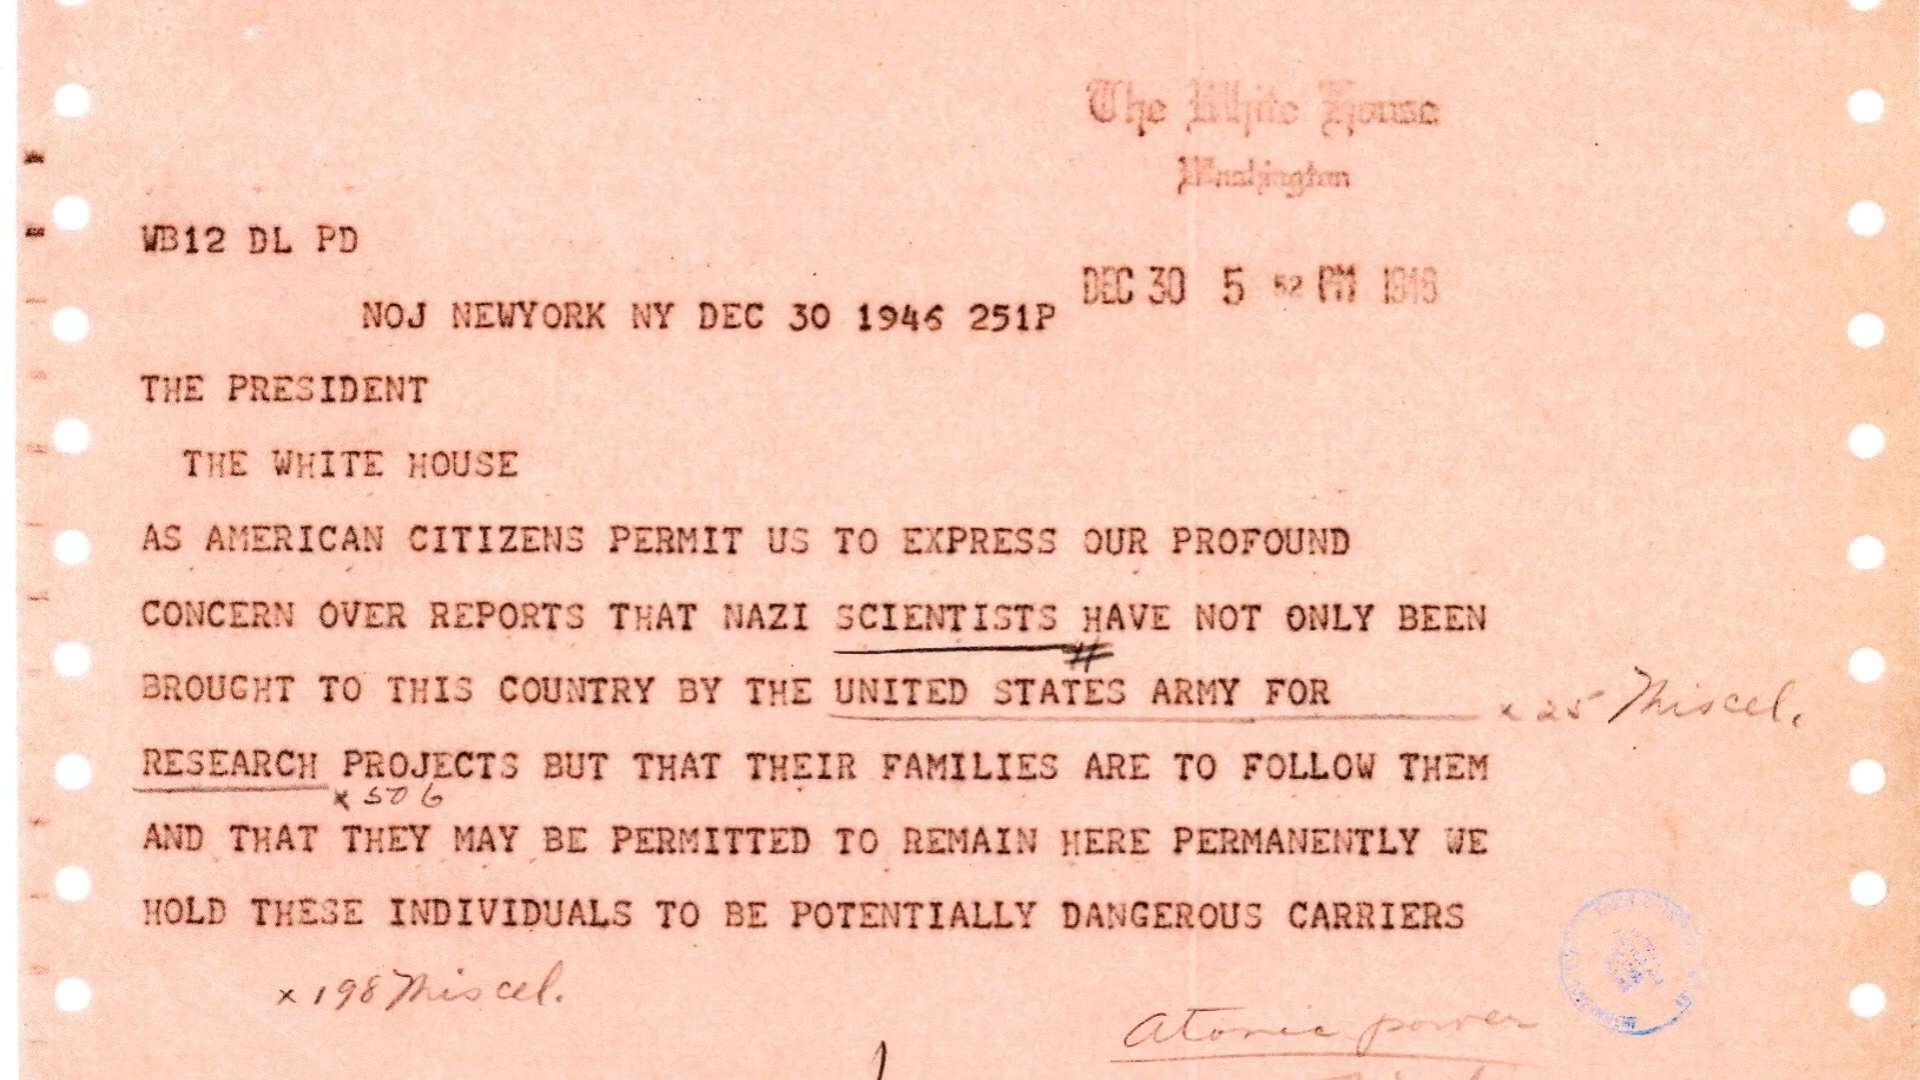 The White House
Washington
WB12 DL PD
DEC 30 5 52 PM 1946
NOJ NEWYORK NY DEC 30 1946 251P
THE PRESIDENT
THE WHITE HOUSE
AS AMERICAN CITIZENS PERMIT US TO EXPRESS OUR PROFOUND
CONCERN OVER REPORTS THAT NAZI SCIENTISTS HAVE NOT ONLY BEEN
BROUGHT TO THIS COUNTRY BY THE UNITED STATES ARMY FOR
x 25 Miscel.
RESEARCH PROJECTS BUT THAT THEIR FAMILIES ARE TO FOLLOW THEM
x 506
AND THAT THEY MAY BE PERMITTED TO REMAIN HERE PERMANENTLY WE
HOLD THESE INDIVIDUALS TO BE POTENTIALLY DANGEROUS CARRIERS
x 198 Miscel.
Atomic power